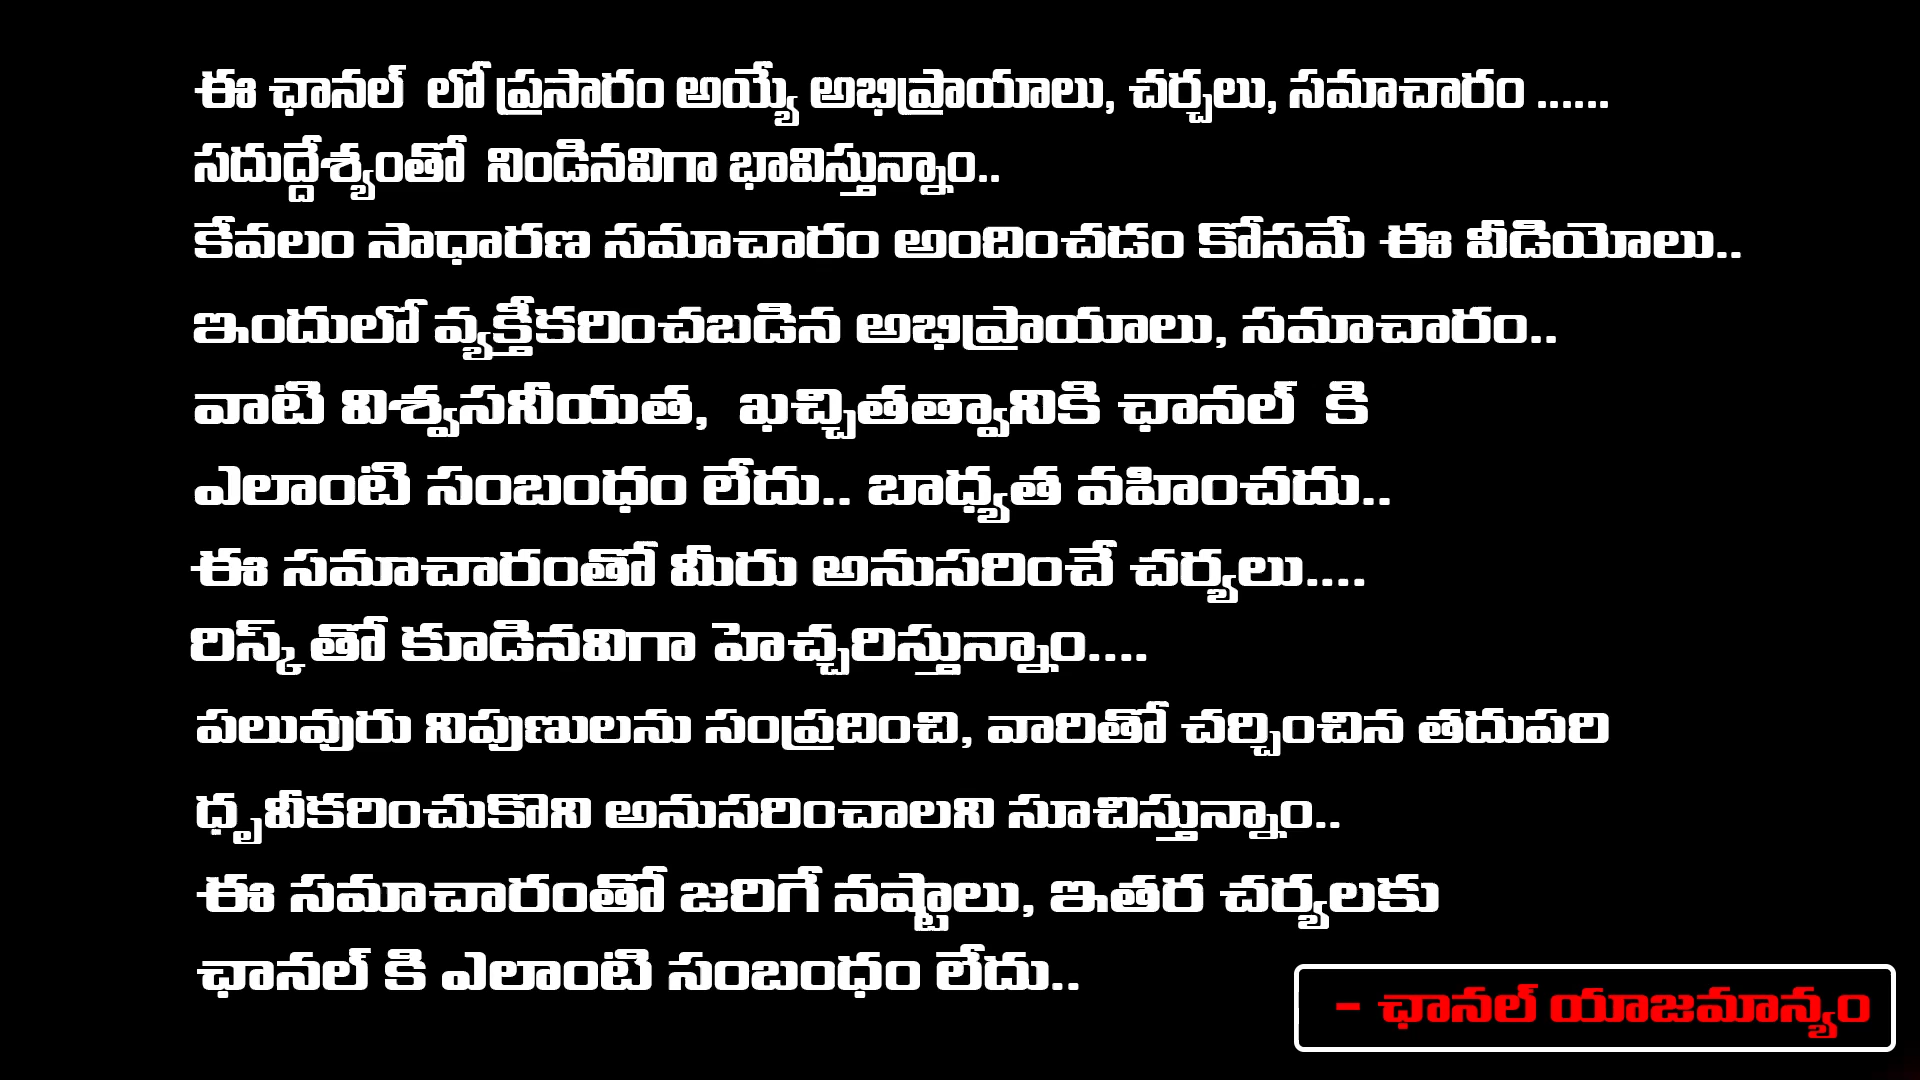 ఈ ఛానల్ లో ప్రసారం అయ్యే అభిప్రాయాలు, చర్చలు, సమాచారం ......
సదుద్దేశ్యంతో నిండినవిగా భావిస్తున్నాం..
కేవలం సాధారణ సమాచారం అందించడం కోసమే ఈ వీడియోలు..
ఇందులో వ్యక్తీకరించబడిన అభిప్రాయాలు, సమాచారం..
వాటి విశ్వసనీయత, ఖచ్చితత్వానికి ఛానల్ కి
ఎలాంటి సంబంధం లేదు.. బాధ్యత వహించదు..
ఈ సమాచారంతో మీరు అనుసరించే చర్యలు....
రిస్క్ తో కూడినవిగా హెచ్చరిస్తున్నాం....
పలువురు నిపుణులను సంప్రదించి, వారితో చర్చించిన తదుపరి
ధృవీకరించుకొని అనుసరించాలని సూచిస్తున్నాం..
ఈ సమాచారంతో జరిగే నష్టాలు, ఇతర చర్యలకు
ఛానల్ కి ఎలాంటి సంబంధం లేదు..
- ఛానల్ యాజమాన్యం